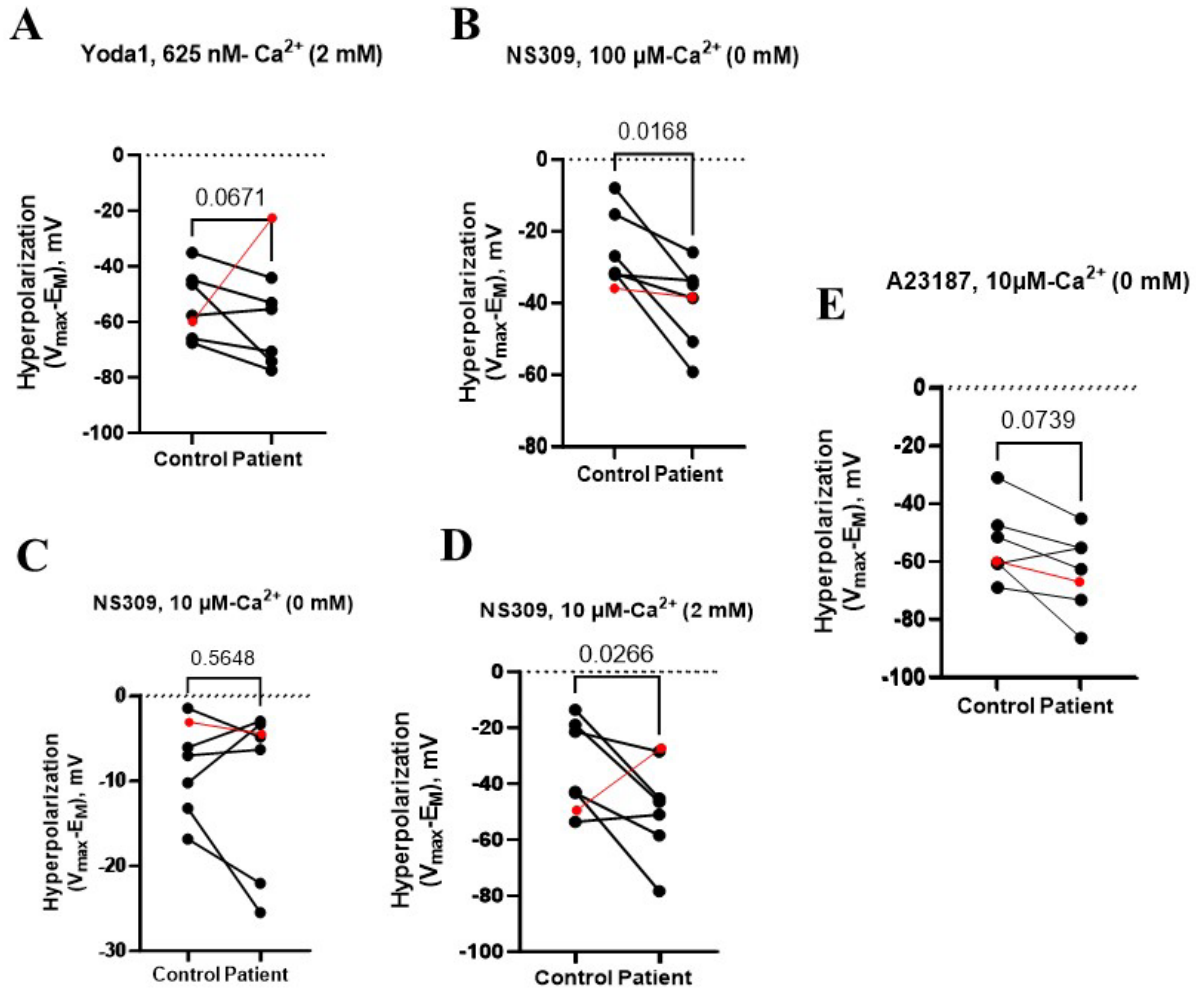 A
Yoda1, 625 nM- Ca²⁺ (2 mM)
0
-20
-40
-60
-80
-100
Hyperpolarization
(Vmax-EM), mV
0.0671
Control Patient
B
NS309, 100 µM-Ca²⁺ (0 mM)
0
-20
-40
-60
-80
Hyperpolarization
(Vmax-EM), mV
0.0168
Control Patient
C
NS309, 10 µM-Ca²⁺ (0 mM)
0
-10
-20
-30
Hyperpolarization
(Vmax-EM), mV
0.5648
Control Patient
D
NS309, 10 µM-Ca²⁺ (2 mM)
0
-20
-40
-60
-80
-100
Hyperpolarization
(Vmax-EM), mV
0.0266
Control Patient
E
A23187, 10µM-Ca²⁺ (0 mM)
0
-20
-40
-60
-80
-100
Hyperpolarization
(Vmax-EM), mV
0.0739
Control Patient